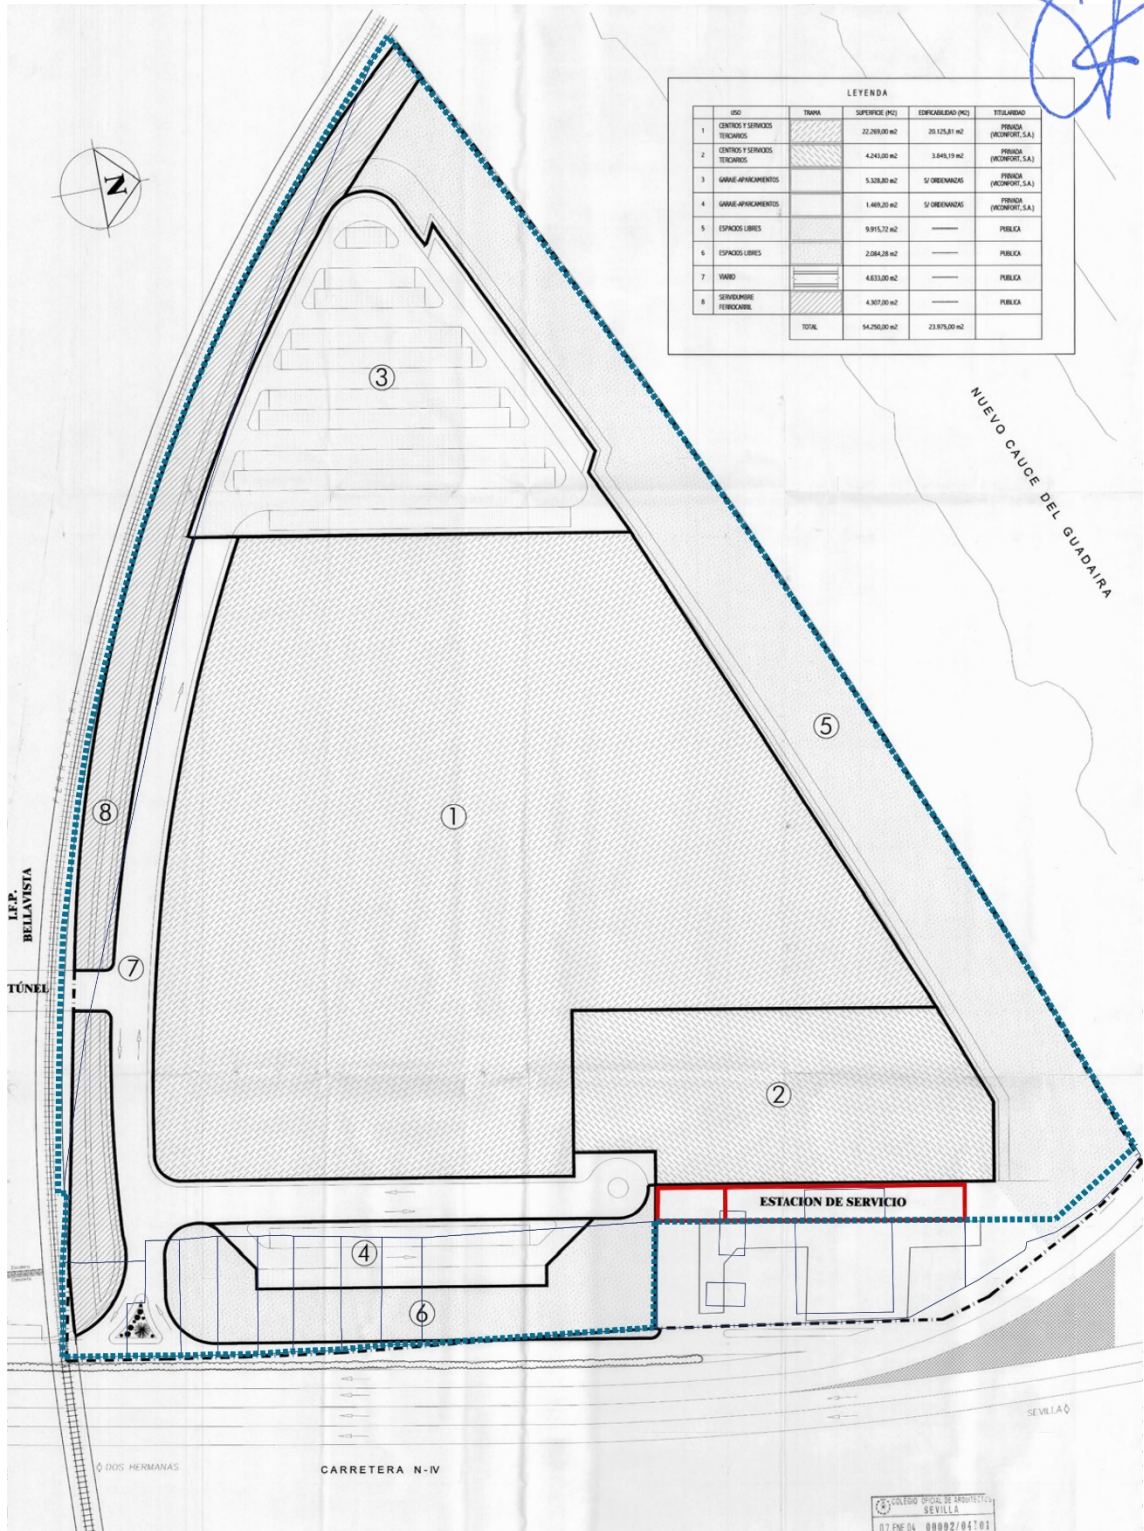 LEYENDA
USO TRAMA SUPERFICIE (M2) EDIFICABILIDAD (M2) TITULARIDAD
1 CENTROS Y SERVICIOS TERCIARIOS 22.269,00 m2 20.125,81 m2 PRIVADA (VICONFORT, S.A.)
2 CENTROS Y SERVICIOS TERCIARIOS 4.243,00 m2 3.849,19 m2 PRIVADA (VICONFORT, S.A.)
3 GARAJE-APARCAMIENTOS 5.328,80 m2 S/ ORDENANZAS PRIVADA (VICONFORT, S.A.)
4 GARAJE-APARCAMIENTOS 1.469,20 m2 S/ ORDENANZAS PRIVADA (VICONFORT, S.A.)
5 ESPACIOS LIBRES 9.915,72 m2 PUBLICA
6 ESPACIOS LIBRES 2.084,28 m2 PUBLICA
7 VIARIO 4.633,00 m2 PUBLICA
8 SERVIDUMBRE FERROCARRIL 4.307,00 m2 PUBLICA
TOTAL 54.250,00 m2 23.975,00 m2
N
3
NUEVO CAUCE DEL GUADAIRA
5
8
1
I.F.P.
BELLAVISTA
7
TÚNEL
2
ESTACION DE SERVICIO
4
6
SEVILLA
DOS HERMANAS
CARRETERA N-IV
COLEGIO OFICIAL DE ARQUITECTOS
SEVILLA
07 ENE.04 00002/04T01